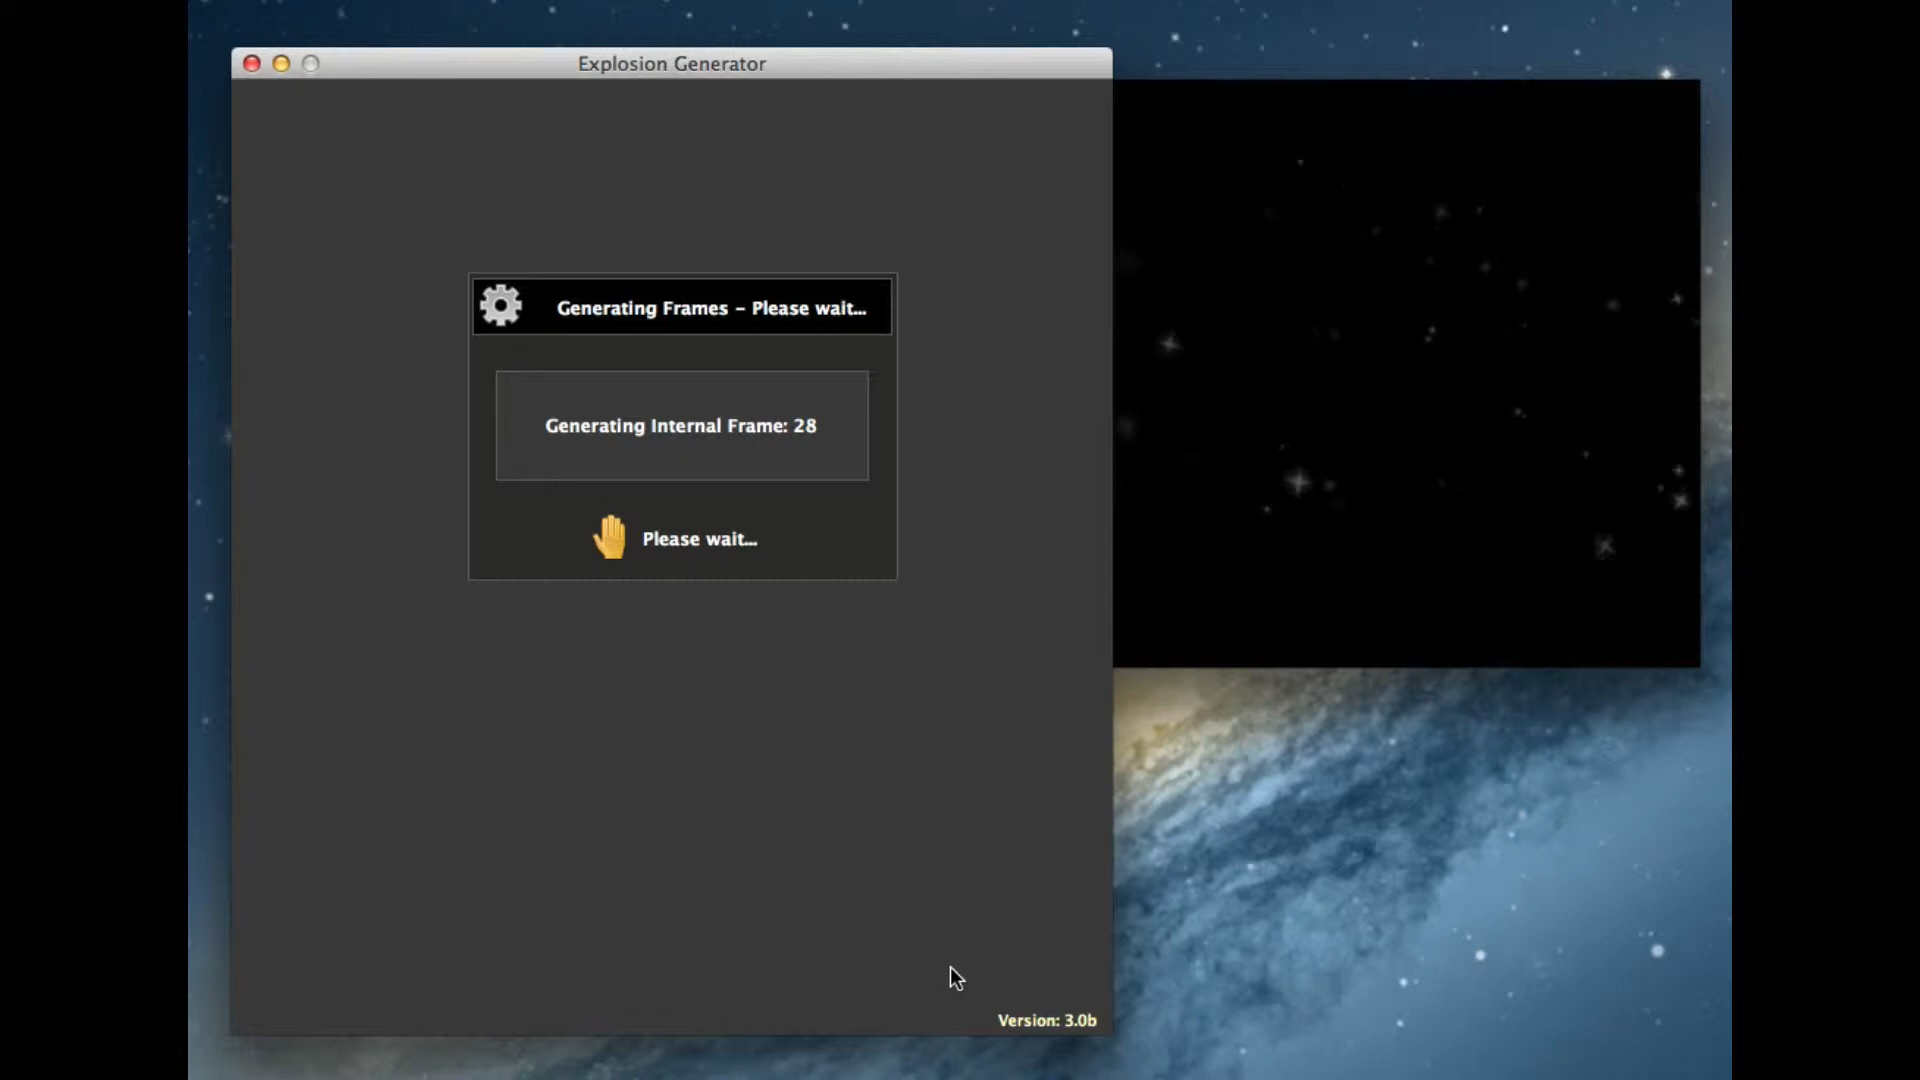 Explosion Generator
Generating Frames – Please wait...
Generating Internal Frame: 28
Please wait...
Version: 3.0b